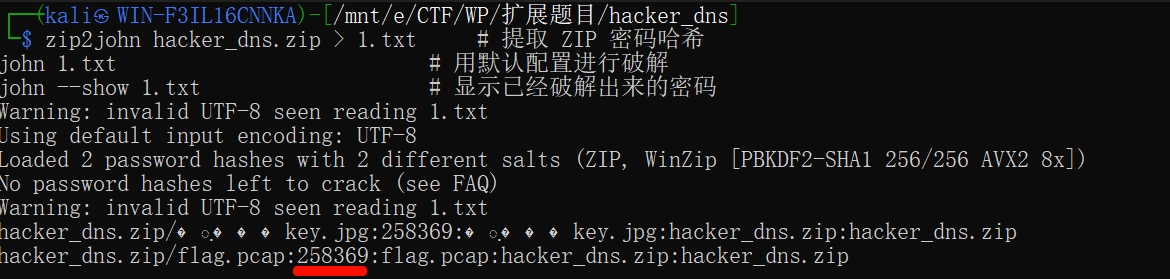 ┌──(kali㉿WIN-F3IL16CNNKA)-[/mnt/e/CTF/WP/扩展题目/hacker_dns]
└─$ zip2john hacker_dns.zip > 1.txt # 提取 ZIP 密码哈希
john 1.txt # 用默认配置进行破解
john --show 1.txt # 显示已经破解出来的密码
Warning: invalid UTF-8 seen reading 1.txt
Using default input encoding: UTF-8
Loaded 2 password hashes with 2 different salts (ZIP, WinZip [PBKDF2-SHA1 256/256 AVX2 8x])
No password hashes left to crack (see FAQ)
Warning: invalid UTF-8 seen reading 1.txt
hacker_dns.zip/� � � � key.jpg:258369:� � � � key.jpg:hacker_dns.zip:hacker_dns.zip
hacker_dns.zip/flag.pcap:258369:flag.pcap:hacker_dns.zip:hacker_dns.zip